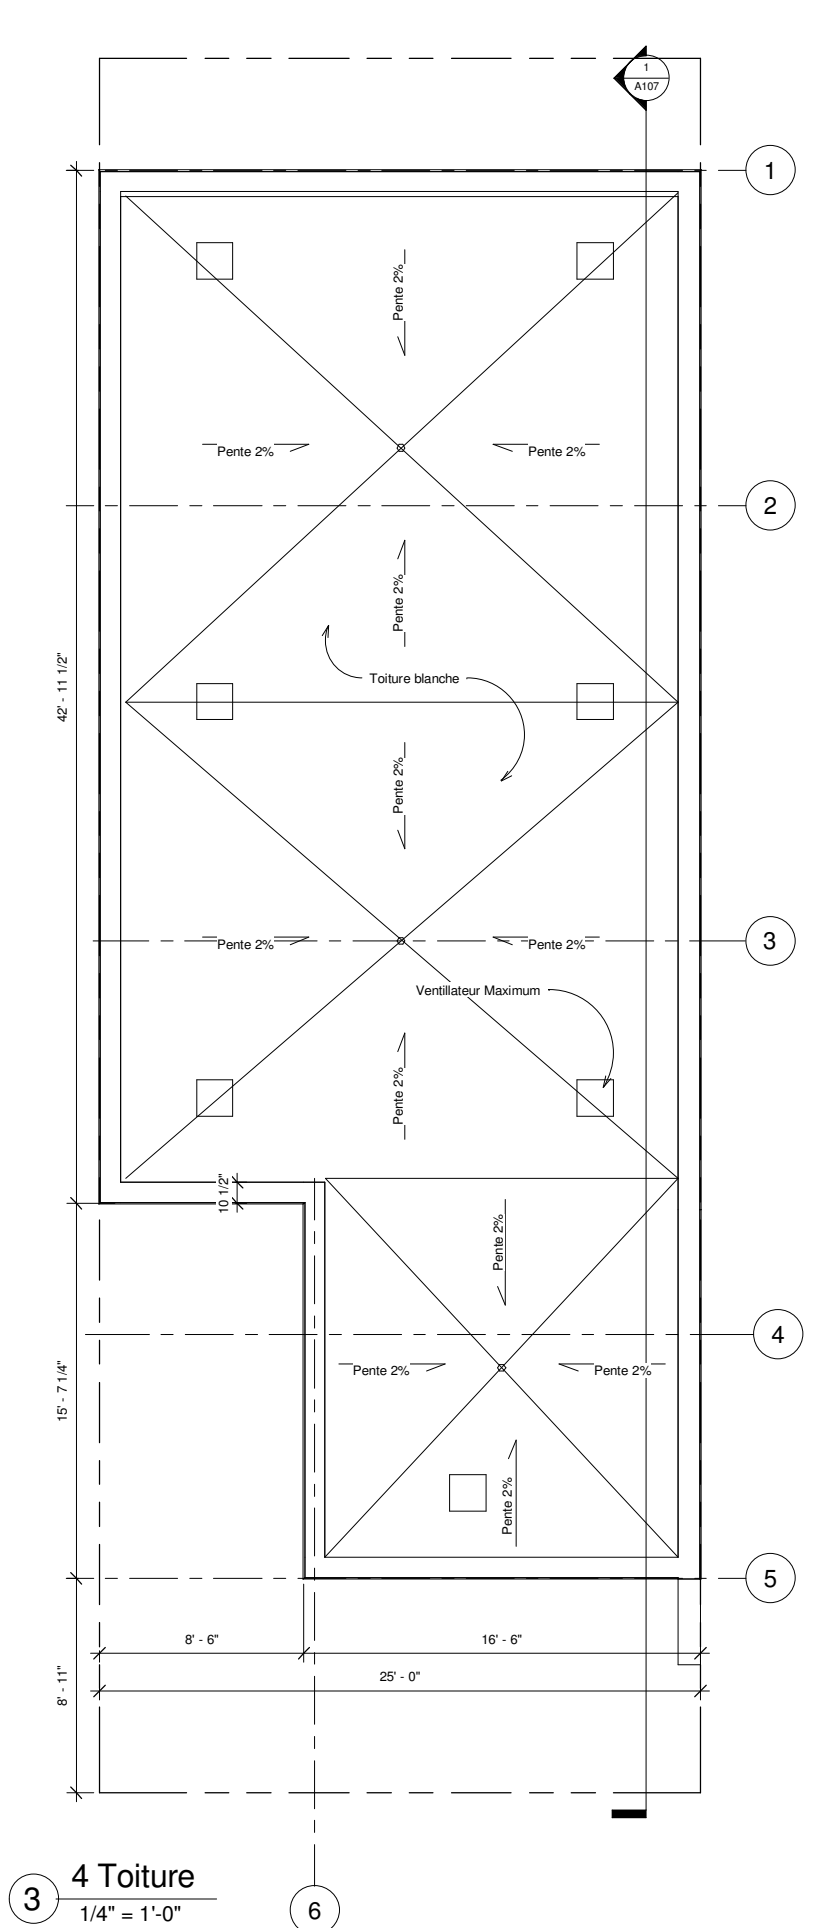 1
A107
1
Pente 2%
Pente 2%
Pente 2%
2
Pente 2%
42' - 11 1/2"
Toiture blanche
Pente 2%
Pente 2%
Pente 2%
3
Ventillateur Maximum
Pente 2%
10 1/2"
Pente 2%
4
Pente 2%
Pente 2%
15' - 7 1/4"
Pente 2%
5
8' - 6"
16' - 6"
25' - 0"
8' - 11"
3
4 Toiture
1/4" = 1'-0"
6